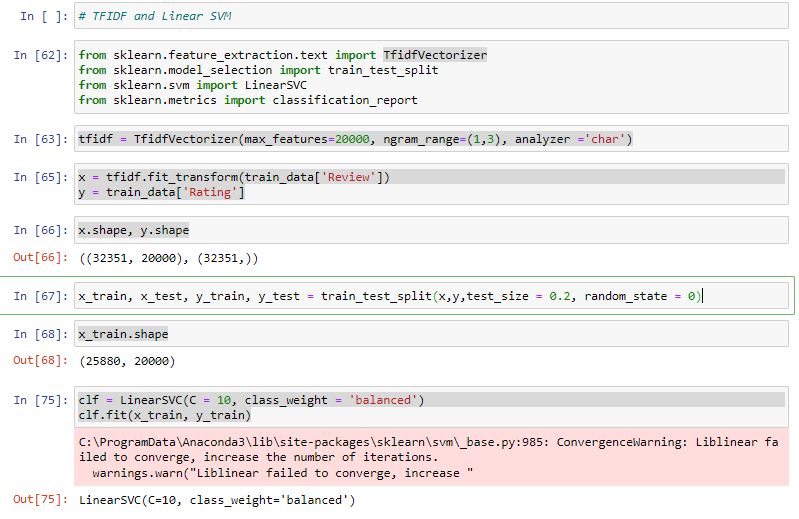 In [ ]: # TFIDF and Linear SVM
In [62]: from sklearn.feature_extraction.text import TfidfVectorizer
from sklearn.model_selection import train_test_split
from sklearn.svm import LinearSVC
from sklearn.metrics import classification_report
In [63]: tfidf = TfidfVectorizer(max_features=20000, ngram_range=(1,3), analyzer ='char')
In [65]: x = tfidf.fit_transform(train_data['Review'])
y = train_data['Rating']
In [66]: x.shape, y.shape
Out[66]: ((32351, 20000), (32351,))
In [67]: x_train, x_test, y_train, y_test = train_test_split(x,y,test_size = 0.2, random_state = 0)
In [68]: x_train.shape
Out[68]: (25880, 20000)
In [75]: clf = LinearSVC(C = 10, class_weight = 'balanced')
clf.fit(x_train, y_train)
C:\ProgramData\Anaconda3\lib\site-packages\sklearn\svm\_base.py:985: ConvergenceWarning: Liblinear fa
iled to converge, increase the number of iterations.
  warnings.warn("Liblinear failed to converge, increase "
Out[75]: LinearSVC(C=10, class_weight='balanced')